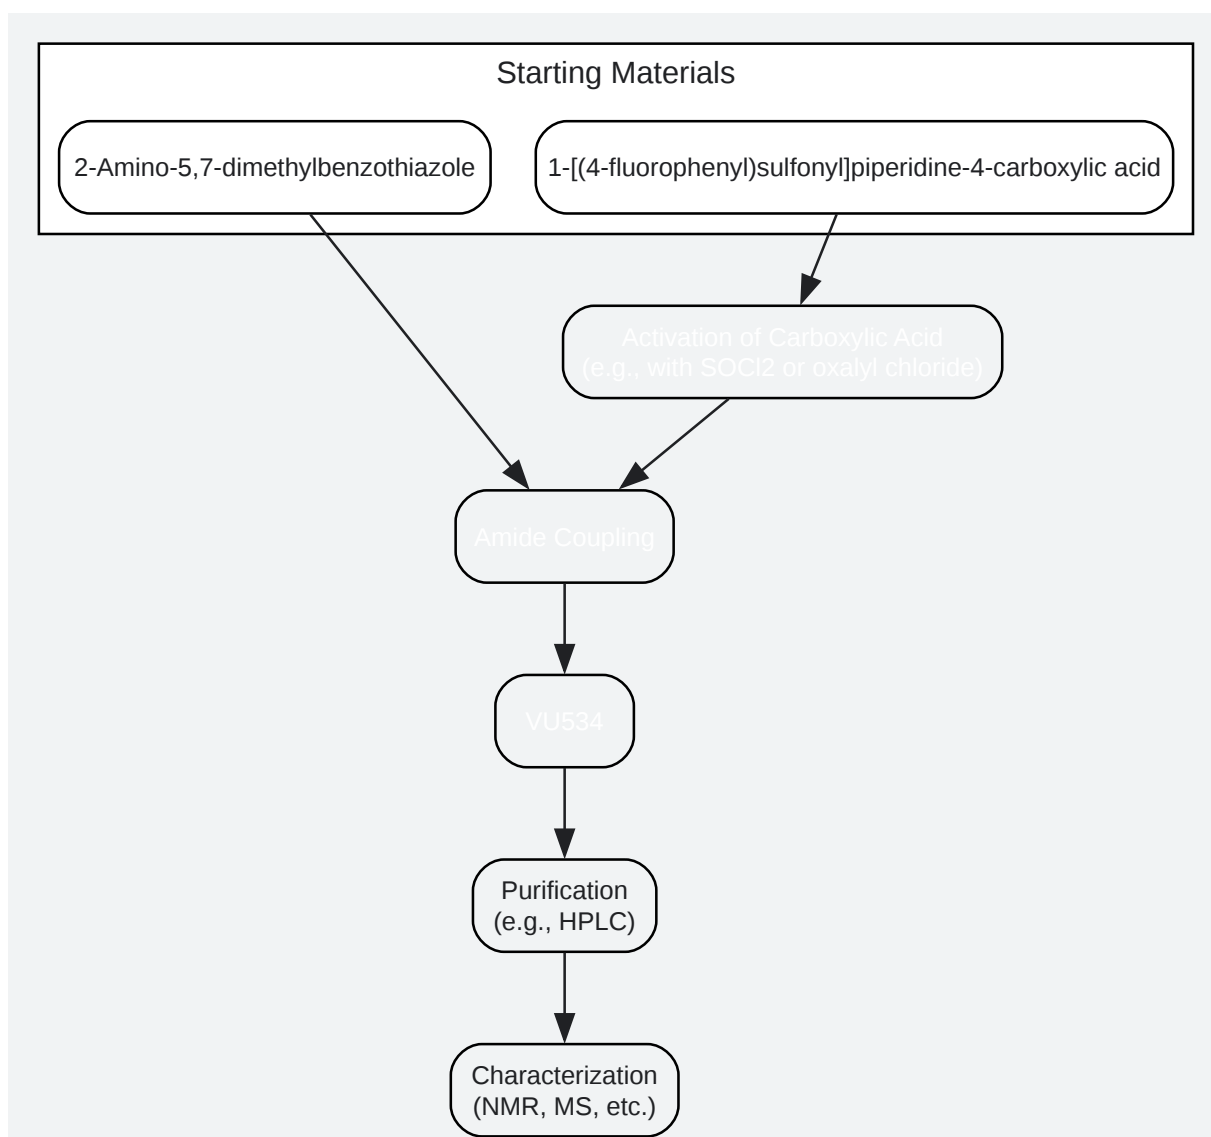 Starting Materials
2-Amino-5,7-dimethylbenzothiazole
1-[(4-fluorophenyl)sulfonyl]piperidine-4-carboxylic acid
Activation of Carboxylic Acid
(e.g., with SOCl2 or oxalyl chloride)
Amide Coupling
VU534
Purification
(e.g., HPLC)
Characterization
(NMR, MS, etc.)